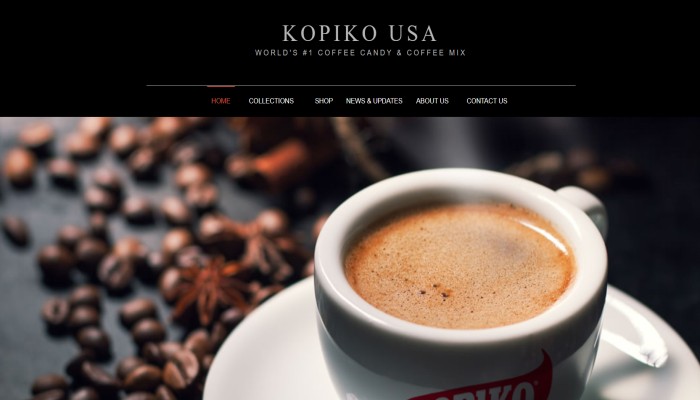 KOPIKO USA
WORLD'S #1 COFFEE CANDY & COFFEE MIX
HOME COLLECTIONS SHOP NEWS & UPDATES ABOUT US CONTACT US
KOPIKO